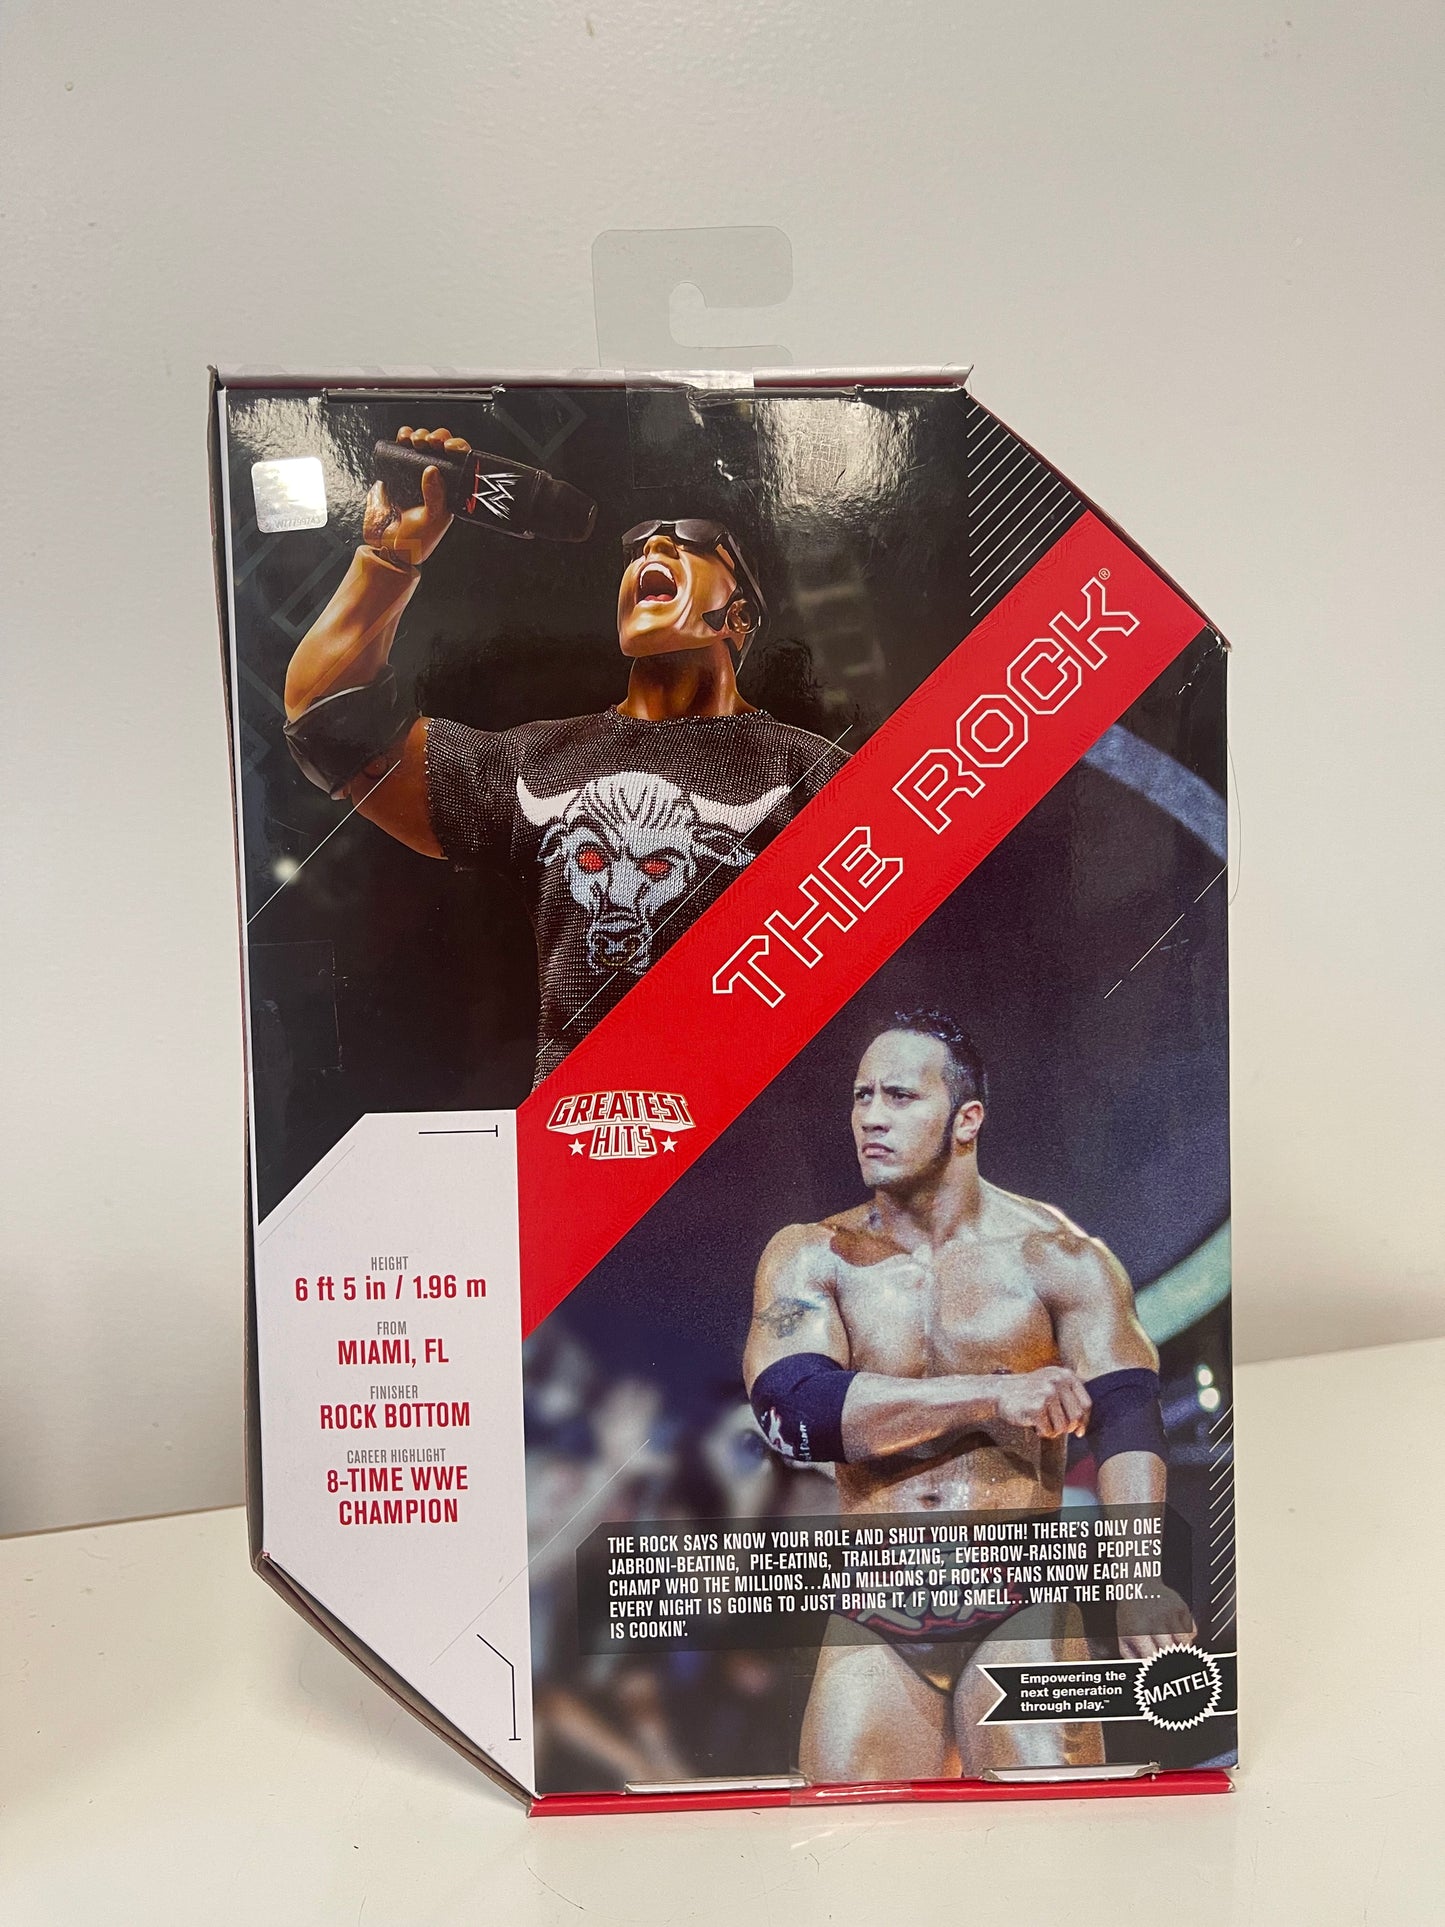 W
W7799743
THE ROCK®
GREATEST
HITS
HEIGHT
6 ft 5 in / 1.96 m
FROM
MIAMI, FL
FINISHER
ROCK BOTTOM
CAREER HIGHLIGHT
8-TIME WWE
CHAMPION
THE ROCK SAYS KNOW YOUR ROLE AND SHUT YOUR MOUTH! THERE'S ONLY ONE
JABRONI-BEATING, PIE-EATING, TRAILBLAZING, EYEBROW-RAISING PEOPLE'S
CHAMP WHO THE MILLIONS...AND MILLIONS OF ROCK'S FANS KNOW EACH AND
EVERY NIGHT IS GOING TO JUST BRING IT. IF YOU SMELL...WHAT THE ROCK...
IS COOKIN'.
Empowering the
next generation
through play.™
MATTEL